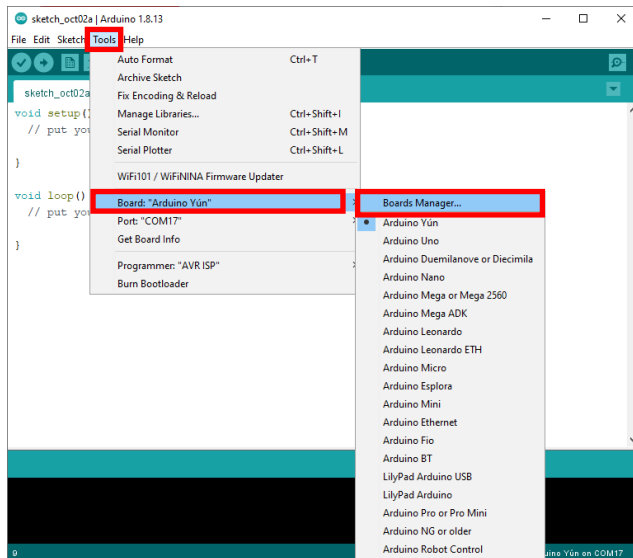 sketch_oct02a | Arduino 1.8.13
File Edit Sketch Tools Help
Auto Format Ctrl+T
Archive Sketch
Fix Encoding & Reload
Manage Libraries... Ctrl+Shift+I
Serial Monitor Ctrl+Shift+M
Serial Plotter Ctrl+Shift+L
WiFi101 / WiFiNINA Firmware Updater
Board: "Arduino Yún"
Port: "COM17"
Get Board Info
Programmer: "AVR ISP"
Burn Bootloader
sketch_oct02a
void setup()
// put you
}
void loop()
// put you
}
Boards Manager...
Arduino Yún
Arduino Uno
Arduino Duemilanove or Diecimila
Arduino Nano
Arduino Mega or Mega 2560
Arduino Mega ADK
Arduino Leonardo
Arduino Leonardo ETH
Arduino Micro
Arduino Esplora
Arduino Mini
Arduino Ethernet
Arduino Fio
Arduino BT
LilyPad Arduino USB
LilyPad Arduino
Arduino Pro or Pro Mini
Arduino NG or older
Arduino Robot Control
9
uino Yún on COM17